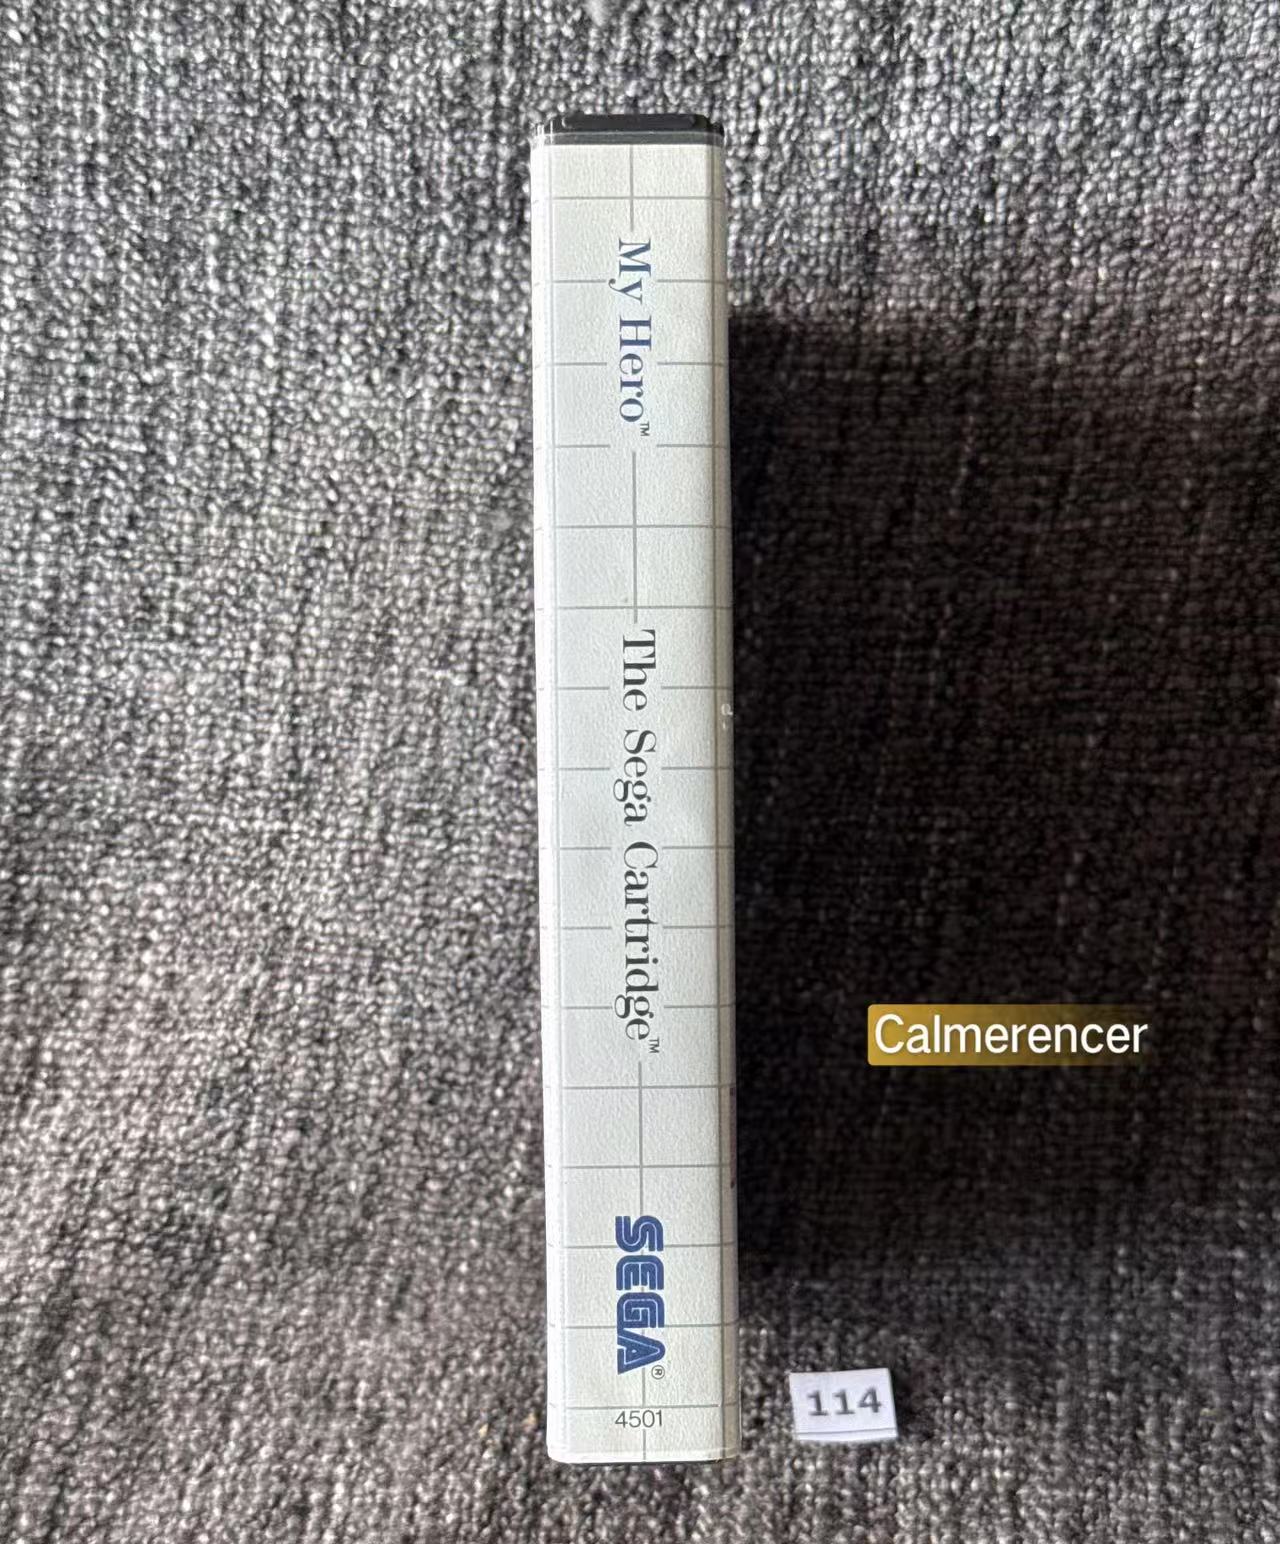 My Hero™
The Sega Cartridge™
SEGA®
4501
Calmerencer
114